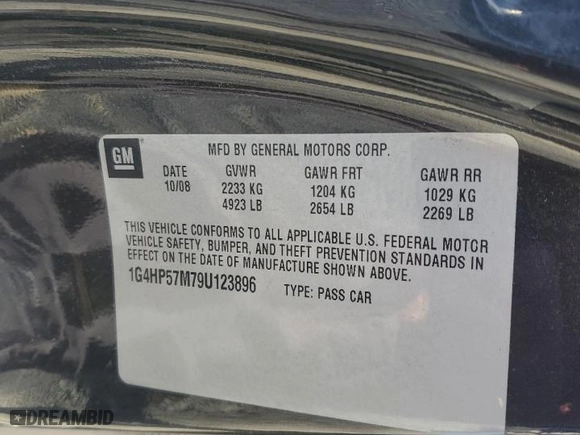 GM
MFD BY GENERAL MOTORS CORP.
DATE GVWR GAWR FRT GAWR RR
10/08 2233 KG 1204 KG 1029 KG
4923 LB 2654 LB 2269 LB
THIS VEHICLE CONFORMS TO ALL APPLICABLE U.S. FEDERAL MOTOR
VEHICLE SAFETY, BUMPER, AND THEFT PREVENTION STANDARDS IN
EFFECT ON THE DATE OF MANUFACTURE SHOWN ABOVE.
1G4HP57M79U123896 TYPE: PASS CAR
DREAMBID